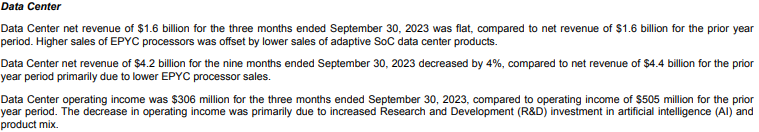 Data Center
Data Center net revenue of $1.6 billion for the three months ended September 30, 2023 was flat, compared to net revenue of $1.6 billion for the prior year
period. Higher sales of EPYC processors was offset by lower sales of adaptive SoC data center products.
Data Center net revenue of $4.2 billion for the nine months ended September 30, 2023 decreased by 4%, compared to net revenue of $4.4 billion for the prior
year period primarily due to lower EPYC processor sales.
Data Center operating income was $306 million for the three months ended September 30, 2023, compared to operating income of $505 million for the prior
year period. The decrease in operating income was primarily due to increased Research and Development (R&D) investment in artificial intelligence (AI) and
product mix.